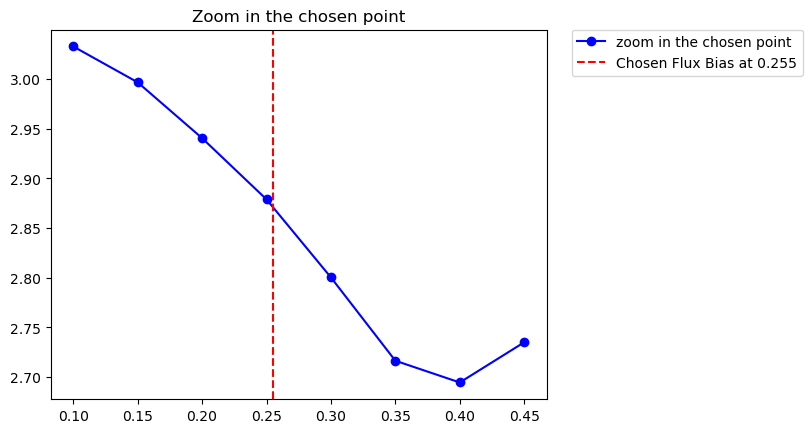 Zoom in the chosen point
zoom in the chosen point
Chosen Flux Bias at 0.255
3.00
2.95
2.90
2.85
2.80
2.75
2.70
0.10 0.15 0.20 0.25 0.30 0.35 0.40 0.45